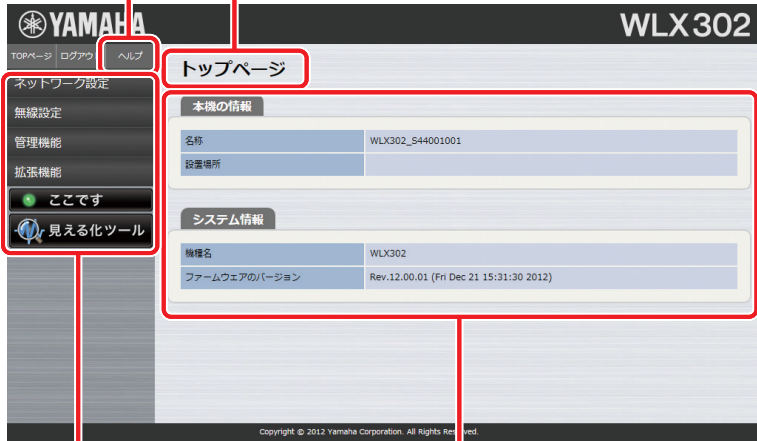 YAMAHA
WLX302
TOPページ ログアウ ヘルプ
トップページ
ネットワーク設定
無線設定
管理機能
拡張機能
ここです
見える化ツール
本機の情報
名称 WLX302_S44001001
設置場所
システム情報
機種名 WLX302
ファームウェアのバージョン Rev.12.00.01 (Fri Dec 21 15:31:30 2012)
Copyright © 2012 Yamaha Corporation. All Rights Reserved.